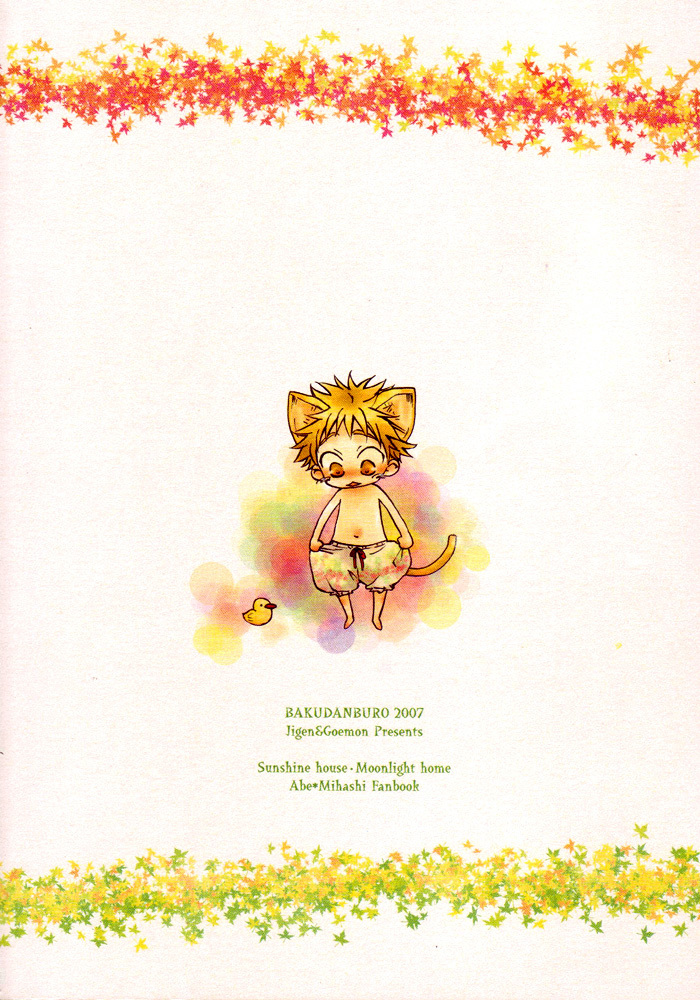 BAKUDANBURO 2007
Jigen&Goemon Presents
Sunshine house·Moonlight home
Abe*Mihashi Fanbook